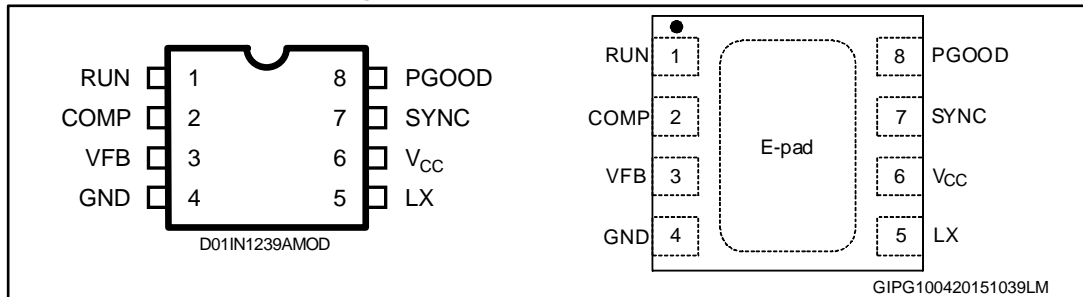 RUN 1 8 PGOOD
COMP 2 7 SYNC
VFB 3 6 VCC
GND 4 5 LX
D01IN1239AMOD
RUN 1 8 PGOOD
COMP 2 7 SYNC
E-pad
VFB 3 6 VCC
GND 4 5 LX
GIPG100420151039LM